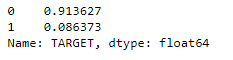 0    0.913627
1    0.086373
Name: TARGET, dtype: float64